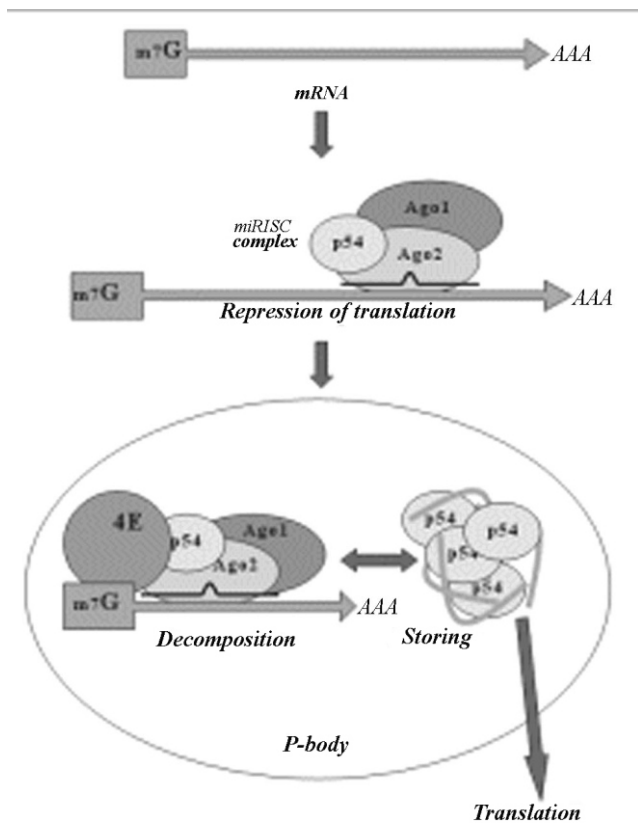 m7G AAA
mRNA
Ago1
miRISC
complex
p54
Ago2
m7G AAA
Repression of translation
4E
p54
Ago1
Ago2
m7G AAA
Decomposition
p54
p54
p54
p54
Storing
P-body
Translation